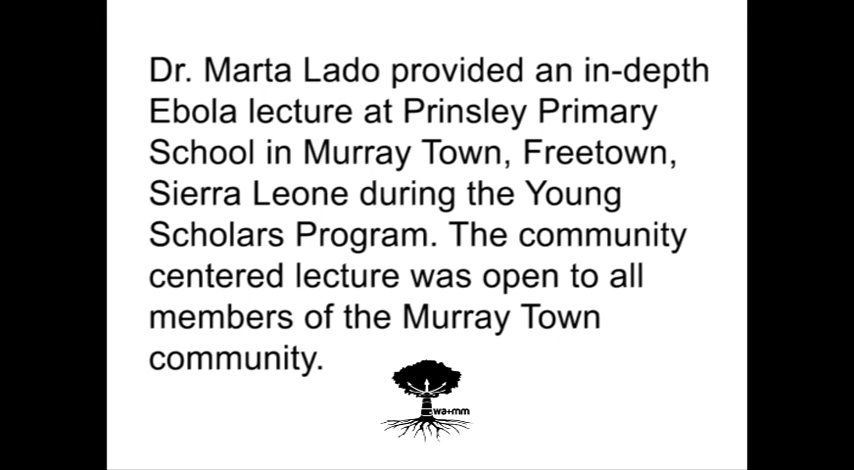 Dr. Marta Lado provided an in-depth
Ebola lecture at Prinsley Primary
School in Murray Town, Freetown,
Sierra Leone during the Young
Scholars Program. The community
centered lecture was open to all
members of the Murray Town
community.
wa+mm